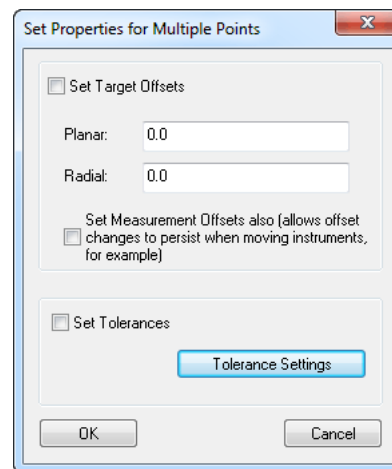 Set Properties for Multiple Points
Set Target Offsets
Planar:
0.0
Radial:
0.0
Set Measurement Offsets also (allows offset
changes to persist when moving instruments,
for example)
Set Tolerances
Tolerance Settings
OK
Cancel